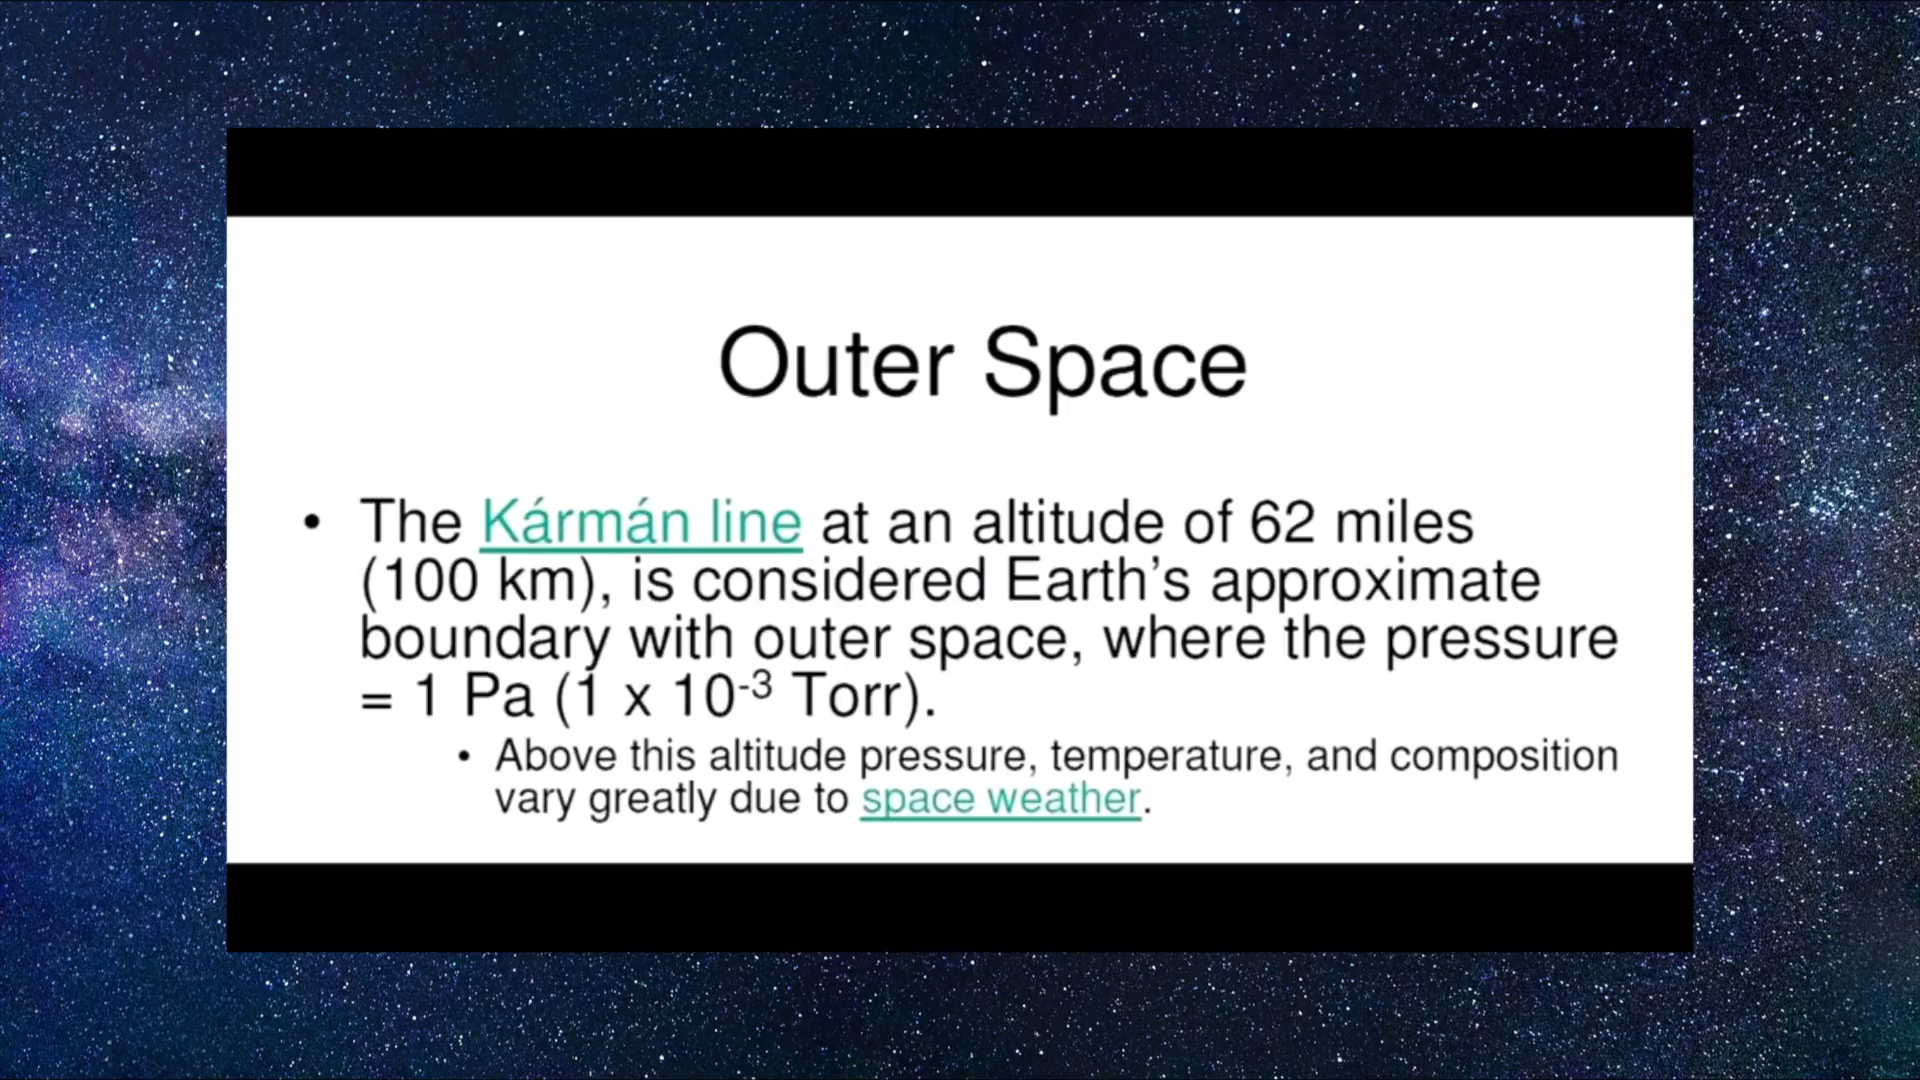 Outer Space
• The Kármán line at an altitude of 62 miles
(100 km), is considered Earth’s approximate
boundary with outer space, where the pressure
= 1 Pa (1 x 10⁻³ Torr).
• Above this altitude pressure, temperature, and composition
vary greatly due to space weather.